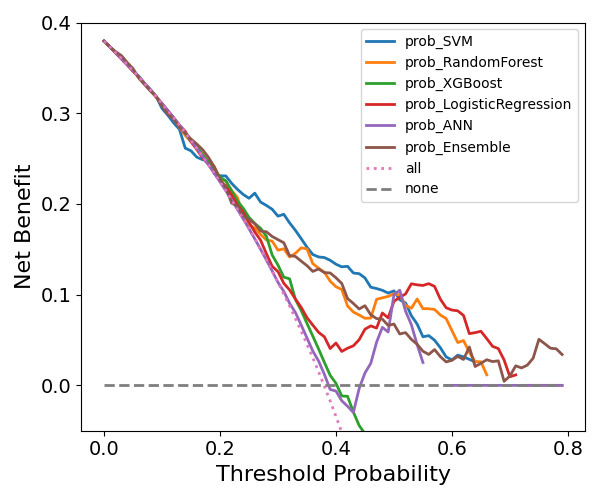 0.4
0.3
0.2
0.1
0.0
Net Benefit
prob_SVM
prob_RandomForest
prob_XGBoost
prob_LogisticRegression
prob_ANN
prob_Ensemble
all
none
0.0 0.2 0.4 0.6 0.8
Threshold Probability